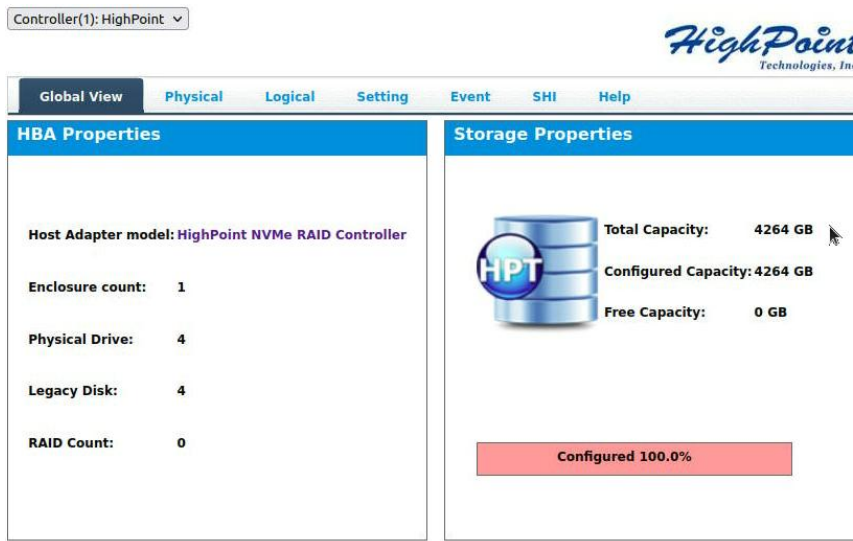 Controller(1): HighPoint
HighPoint
Technologies, Inc
Global View Physical Logical Setting Event SHI Help
HBA Properties
Host Adapter model: HighPoint NVMe RAID Controller
Enclosure count: 1
Physical Drive: 4
Legacy Disk: 4
RAID Count: 0
Storage Properties
HPT
Total Capacity: 4264 GB
Configured Capacity: 4264 GB
Free Capacity: 0 GB
Configured 100.0%